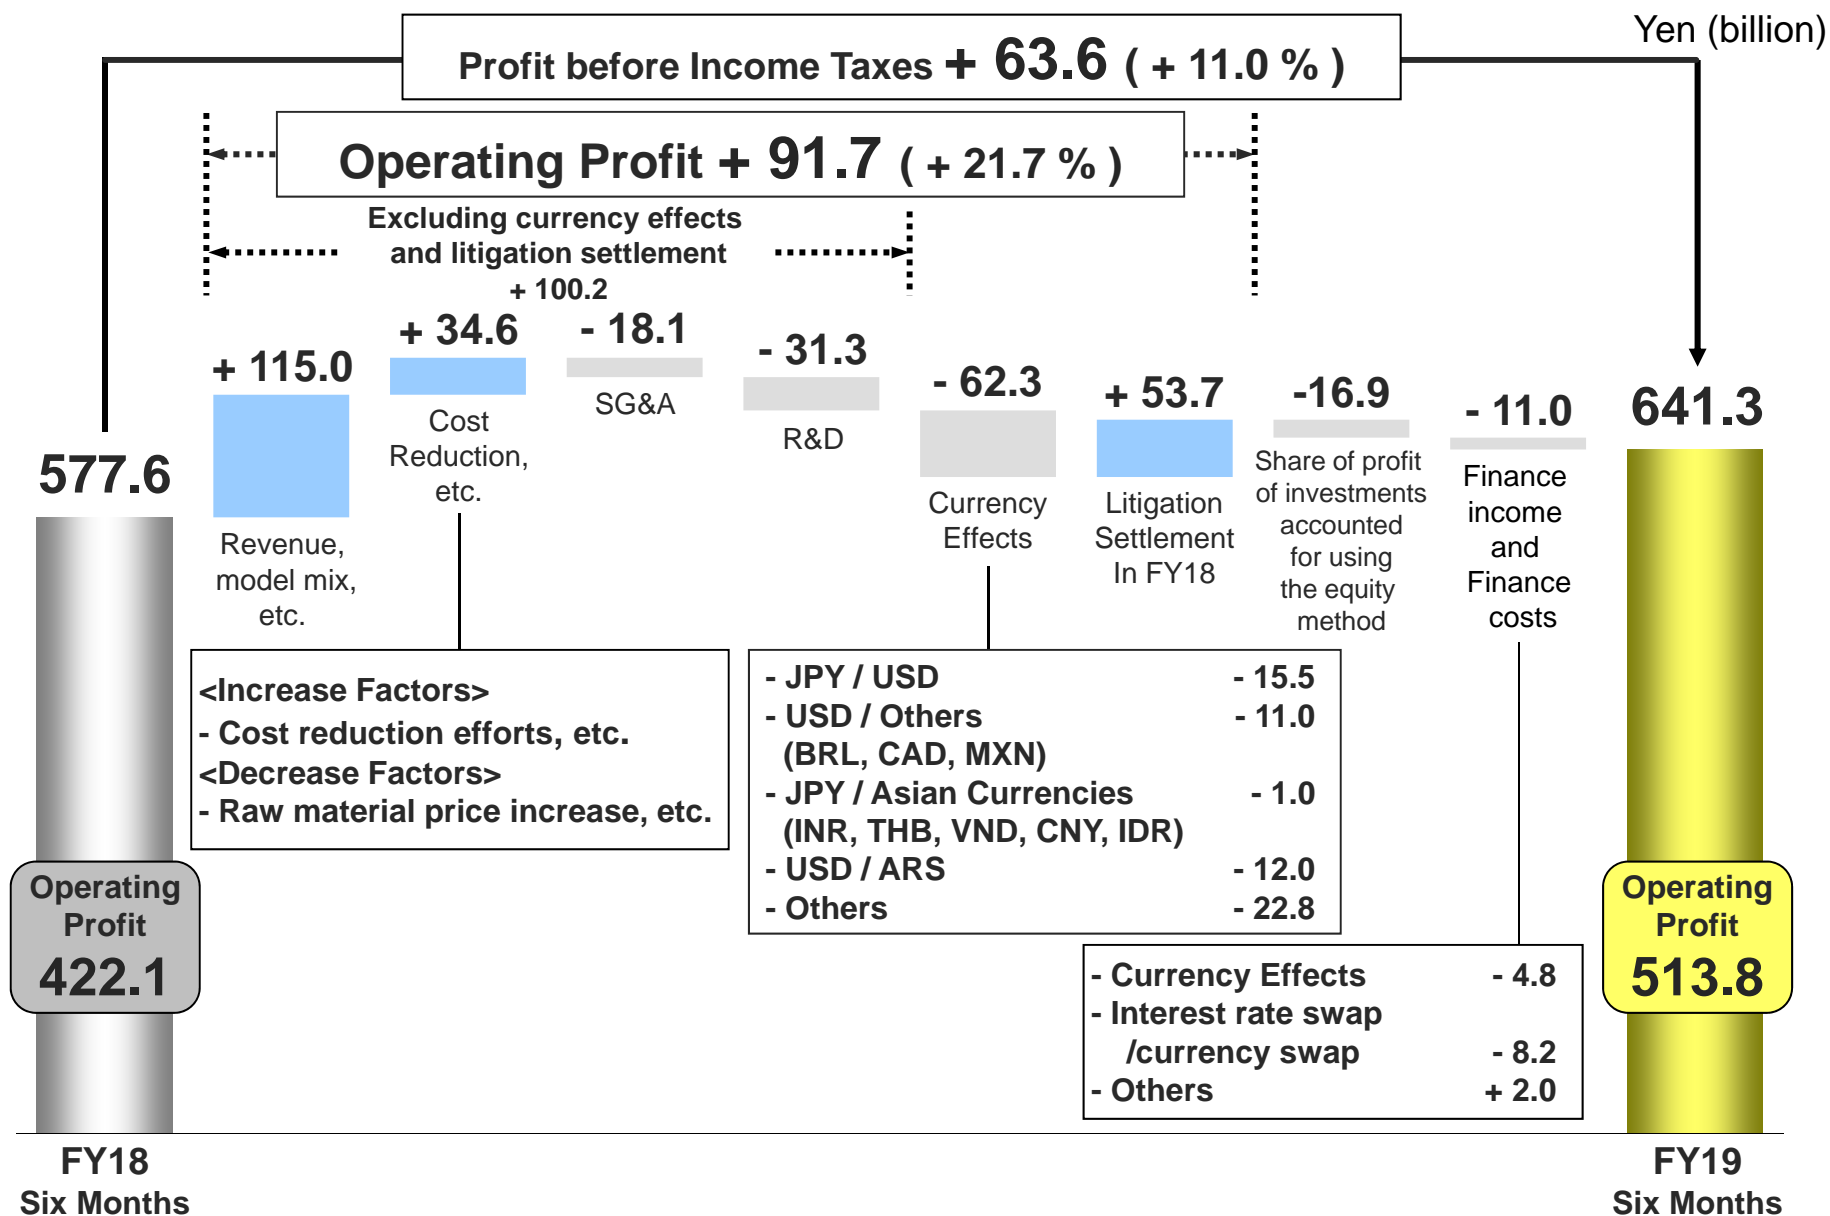 Yen (billion)
Profit before Income Taxes + 63.6 ( + 11.0 % )
Operating Profit + 91.7 ( + 21.7 % )
Excluding currency effects
and litigation settlement
+ 100.2
577.6
+ 115.0
Revenue,
model mix,
etc.
+ 34.6
Cost
Reduction,
etc.
- 18.1
SG&A
- 31.3
R&D
- 62.3
Currency
Effects
+ 53.7
Litigation
Settlement
In FY18
-16.9
Share of profit
of investments
accounted
for using
the equity
method
- 11.0
Finance
income
and
Finance
costs
641.3
<Increase Factors>
- Cost reduction efforts, etc.
<Decrease Factors>
- Raw material price increase, etc.
- JPY / USD - 15.5
- USD / Others - 11.0
(BRL, CAD, MXN)
- JPY / Asian Currencies - 1.0
(INR, THB, VND, CNY, IDR)
- USD / ARS - 12.0
- Others - 22.8
- Currency Effects - 4.8
- Interest rate swap
/currency swap - 8.2
- Others + 2.0
Operating
Profit
422.1
Operating
Profit
513.8
FY18
Six Months
FY19
Six Months